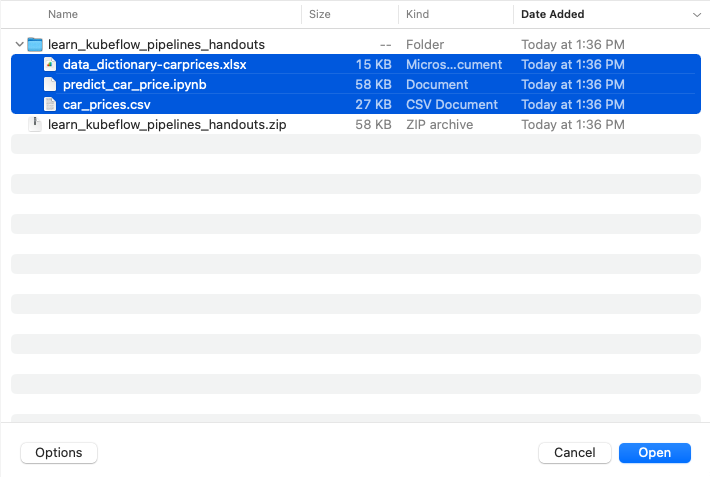 Name Size Kind Date Added
learn_kubeflow_pipelines_handouts -- Folder Today at 1:36 PM
data_dictionary-carprices.xlsx 15 KB Micros...cument Today at 1:36 PM
predict_car_price.ipynb 58 KB Document Today at 1:36 PM
car_prices.csv 27 KB CSV Document Today at 1:36 PM
learn_kubeflow_pipelines_handouts.zip 58 KB ZIP archive Today at 1:36 PM
Options Cancel Open